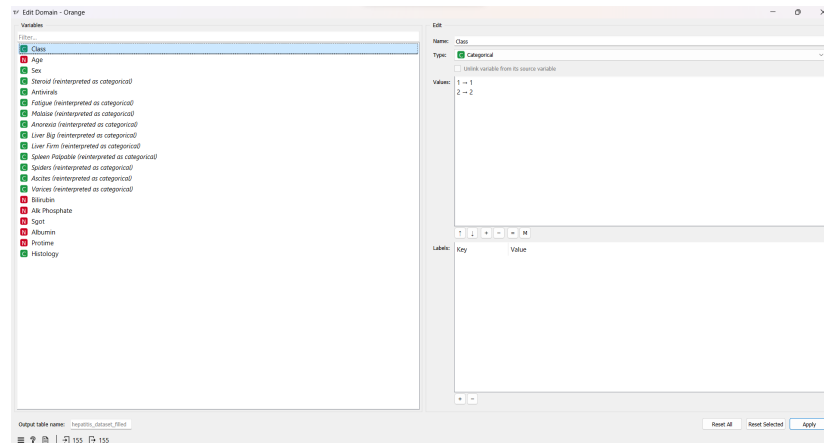 Edit Domain - Orange
Variables
Filter...
C Class
N Age
C Sex
C Steroid (reinterpreted as categorical)
C Antivirals
C Fatigue (reinterpreted as categorical)
C Malaise (reinterpreted as categorical)
C Anorexia (reinterpreted as categorical)
C Liver Big (reinterpreted as categorical)
C Liver Firm (reinterpreted as categorical)
C Spleen Palpable (reinterpreted as categorical)
C Spiders (reinterpreted as categorical)
C Ascites (reinterpreted as categorical)
C Varices (reinterpreted as categorical)
N Bilirubin
N Alk Phosphate
N Sgot
N Albumin
N Protime
C Histology
Edit
Name: Class
Type: C Categorical
Unlink variable from its source variable
Values: 1 → 1
2 → 2
↑ ↓ + − = M
Labels: Key Value
+ −
Output table name: hepatitis_dataset_filled
Reset All Reset Selected Apply
155 155